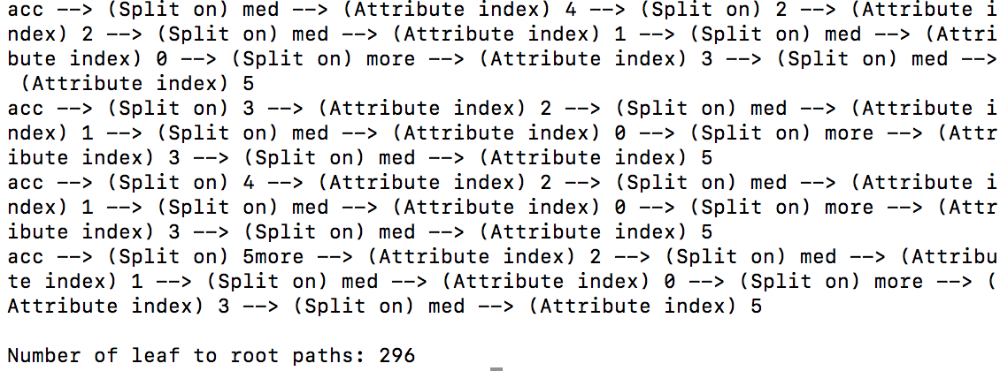 acc --> (Split on) med --> (Attribute index) 4 --> (Split on) 2 --> (Attribute i
ndex) 2 --> (Split on) med --> (Attribute index) 1 --> (Split on) med --> (Attri
bute index) 0 --> (Split on) more --> (Attribute index) 3 --> (Split on) med -->
 (Attribute index) 5
acc --> (Split on) 3 --> (Attribute index) 2 --> (Split on) med --> (Attribute i
ndex) 1 --> (Split on) med --> (Attribute index) 0 --> (Split on) more --> (Attr
ibute index) 3 --> (Split on) med --> (Attribute index) 5
acc --> (Split on) 4 --> (Attribute index) 2 --> (Split on) med --> (Attribute i
ndex) 1 --> (Split on) med --> (Attribute index) 0 --> (Split on) more --> (Attr
ibute index) 3 --> (Split on) med --> (Attribute index) 5
acc --> (Split on) 5more --> (Attribute index) 2 --> (Split on) med --> (Attribu
te index) 1 --> (Split on) med --> (Attribute index) 0 --> (Split on) more --> (
Attribute index) 3 --> (Split on) med --> (Attribute index) 5

Number of leaf to root paths: 296